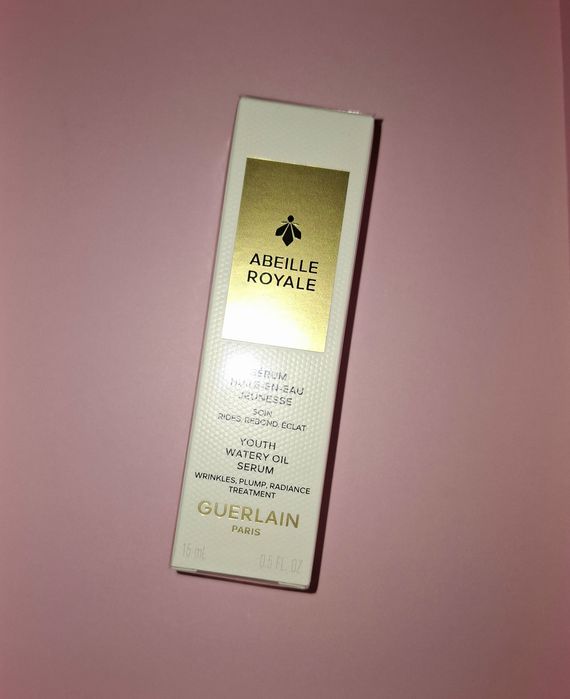 ABEILLE
ROYALE
SÉRUM
HUILE-EN-EAU
JEUNESSE
SOIN
RIDES, REBOND, ÉCLAT
YOUTH
WATERY OIL
SERUM
WRINKLES, PLUMP, RADIANCE
TREATMENT
GUERLAIN
PARIS
15 mL 0.5 FL. OZ